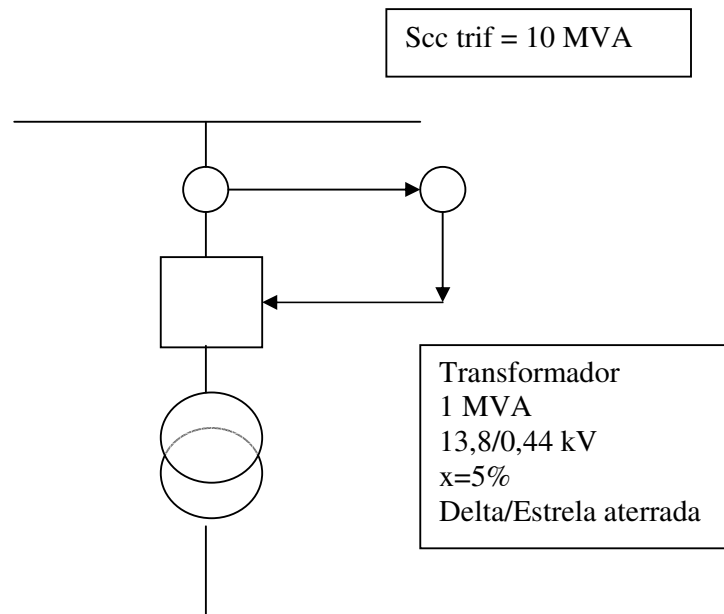 Scc trif = 10 MVA
Transformador
1 MVA
13,8/0,44 kV
x=5%
Delta/Estrela aterrada